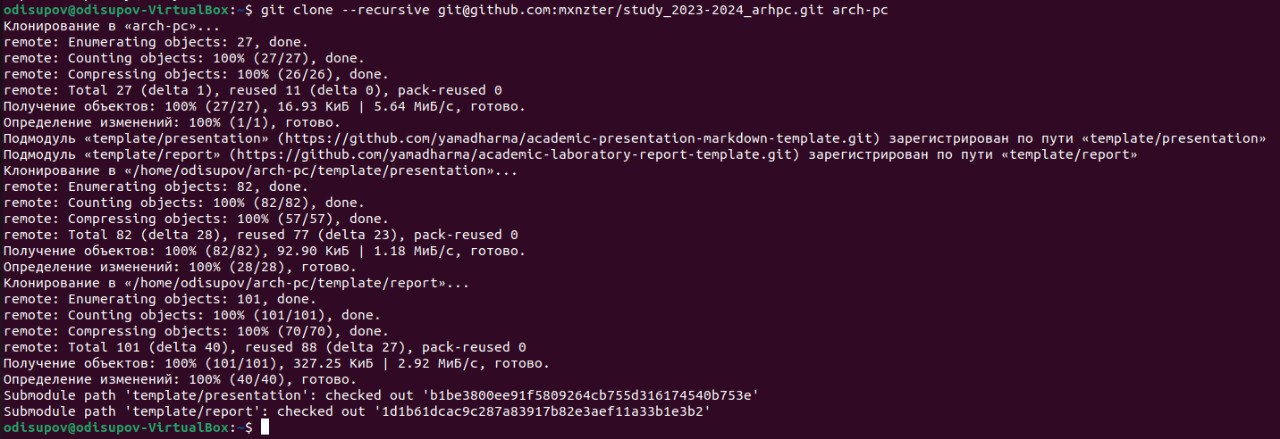 odisupov@odisupov-VirtualBox:~$ git clone --recursive git@github.com:mxnzter/study_2023-2024_arhpc.git arch-pc
Клонирование в «arch-pc»...
remote: Enumerating objects: 27, done.
remote: Counting objects: 100% (27/27), done.
remote: Compressing objects: 100% (26/26), done.
remote: Total 27 (delta 1), reused 11 (delta 0), pack-reused 0
Получение объектов: 100% (27/27), 16.93 КиБ | 5.64 МиБ/с, готово.
Определение изменений: 100% (1/1), готово.
Подмодуль «template/presentation» (https://github.com/yamadharma/academic-presentation-markdown-template.git) зарегистрирован по пути «template/presentation»
Подмодуль «template/report» (https://github.com/yamadharma/academic-laboratory-report-template.git) зарегистрирован по пути «template/report»
Клонирование в «/home/odisupov/arch-pc/template/presentation»...
remote: Enumerating objects: 82, done.
remote: Counting objects: 100% (82/82), done.
remote: Compressing objects: 100% (57/57), done.
remote: Total 82 (delta 28), reused 77 (delta 23), pack-reused 0
Получение объектов: 100% (82/82), 92.90 КиБ | 1.18 МиБ/с, готово.
Определение изменений: 100% (28/28), готово.
Клонирование в «/home/odisupov/arch-pc/template/report»...
remote: Enumerating objects: 101, done.
remote: Counting objects: 100% (101/101), done.
remote: Compressing objects: 100% (70/70), done.
remote: Total 101 (delta 40), reused 88 (delta 27), pack-reused 0
Получение объектов: 100% (101/101), 327.25 КиБ | 2.92 МиБ/с, готово.
Определение изменений: 100% (40/40), готово.
Submodule path 'template/presentation': checked out 'b1be3800ee91f5809264cb755d316174540b753e'
Submodule path 'template/report': checked out '1d1b61dcac9c287a83917b82e3aef11a33b1e3b2'
odisupov@odisupov-VirtualBox:~$